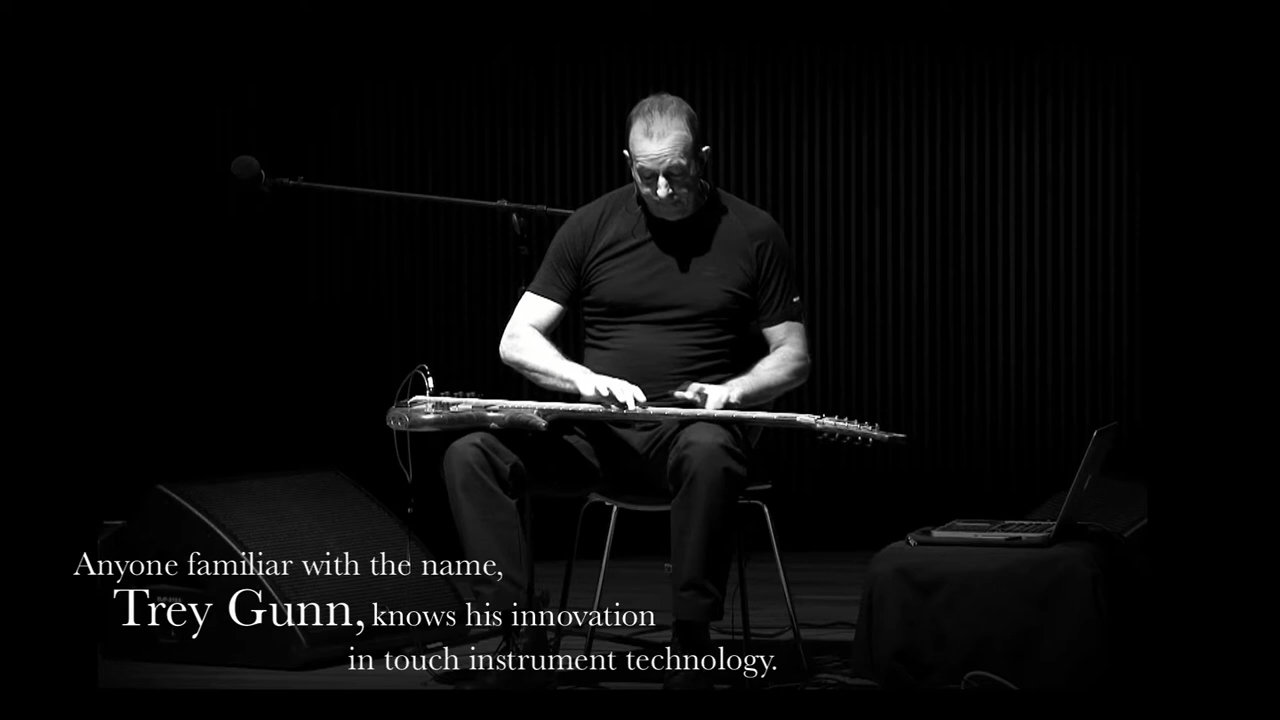 Anyone familiar with the name,
Trey Gunn, knows his innovation
in touch instrument technology.